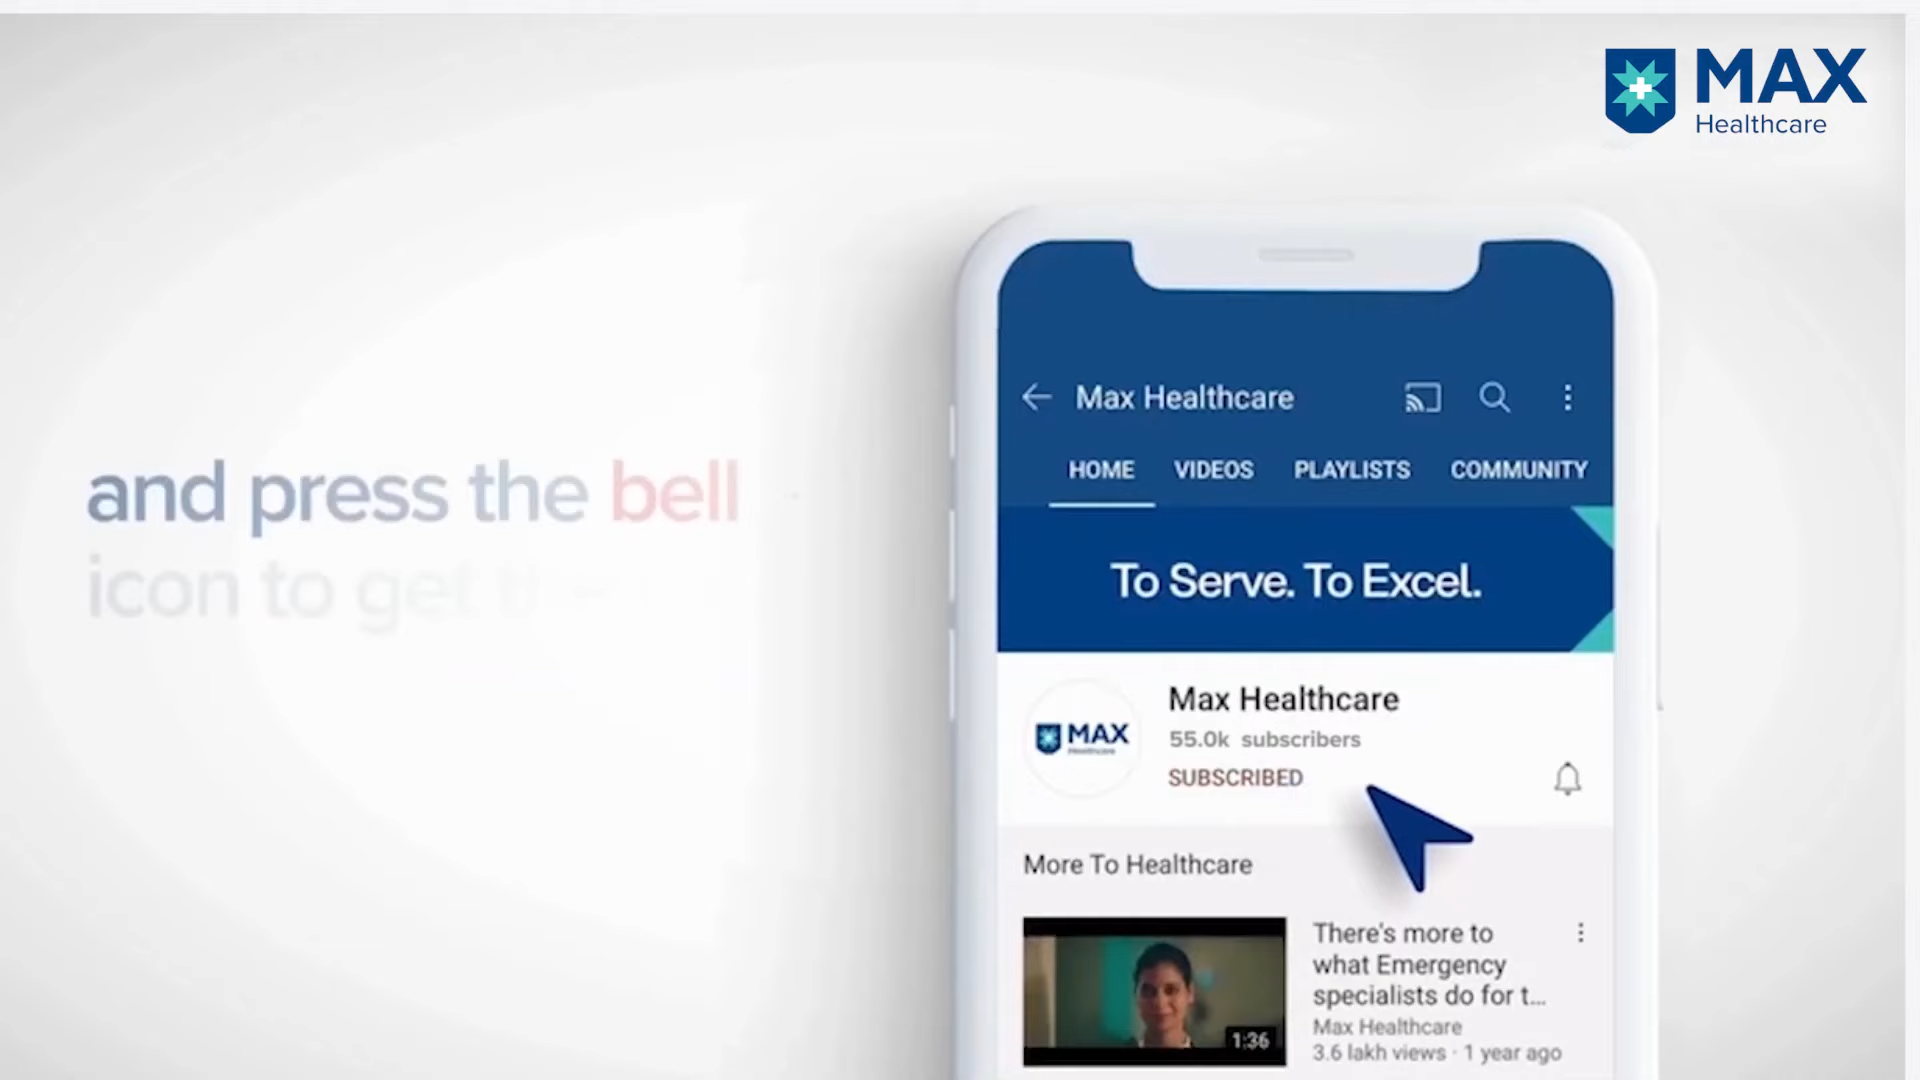 MAX
Healthcare
and press the bell
icon to get
Max Healthcare
HOME VIDEOS PLAYLISTS COMMUNITY
To Serve. To Excel.
MAX
Healthcare
Max Healthcare
55.0k subscribers
SUBSCRIBED
More To Healthcare
There's more to
what Emergency
specialists do for t...
Max Healthcare
3.6 lakh views · 1 year ago
1:36